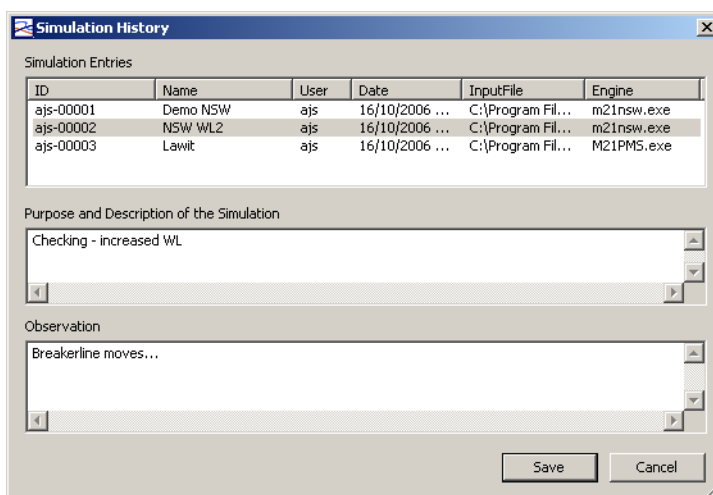 Simulation History
Simulation Entries
ID Name User Date InputFile Engine
ajs-00001 Demo NSW ajs 16/10/2006 ... C:\Program Fil... m21nsw.exe
ajs-00002 NSW WL2 ajs 16/10/2006 ... C:\Program Fil... m21nsw.exe
ajs-00003 Lawit ajs 16/10/2006 ... C:\Program Fil... M21PMS.exe
Purpose and Description of the Simulation
Checking - increased WL
Observation
Breakerline moves...
Save Cancel